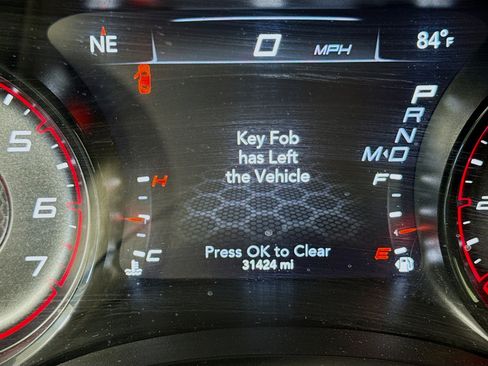 NE 0 MPH 84°F
P
R
N
M D
5
6
7
Key Fob
has Left
the Vehicle
H
C
F
E
2
Press OK to Clear
31424 mi